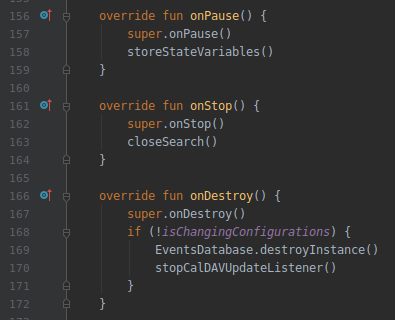 156 override fun onPause() {
157 super.onPause()
158 storeStateVariables()
159 }
160
161 override fun onStop() {
162 super.onStop()
163 closeSearch()
164 }
165
166 override fun onDestroy() {
167 super.onDestroy()
168 if (!isChangingConfigurations) {
169 EventsDatabase.destroyInstance()
170 stopCalDAVUpdateListener()
171 }
172 }